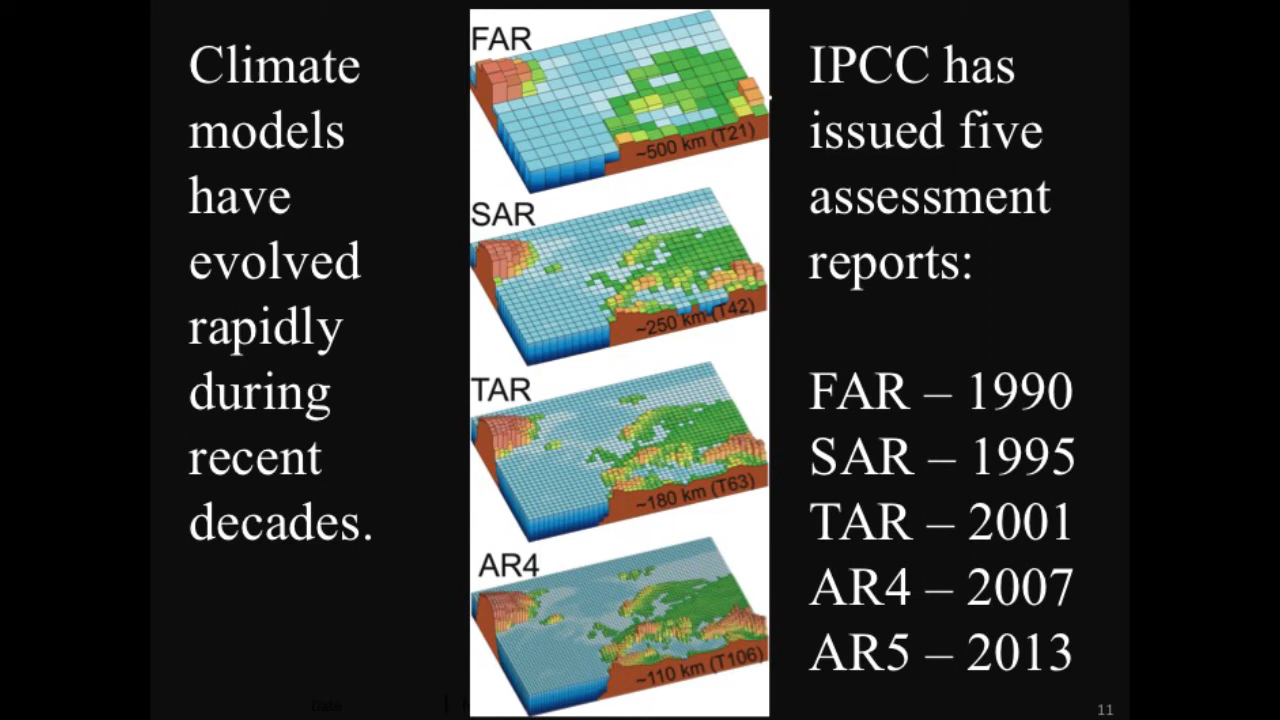 Climate
models
have
evolved
rapidly
during
recent
decades.
FAR
~500 km (T21)
SAR
~250 km (T42)
TAR
~180 km (T63)
AR4
~110 km (T106)
IPCC has
issued five
assessment
reports:
FAR – 1990
SAR – 1995
TAR – 2001
AR4 – 2007
AR5 – 2013
Date
11